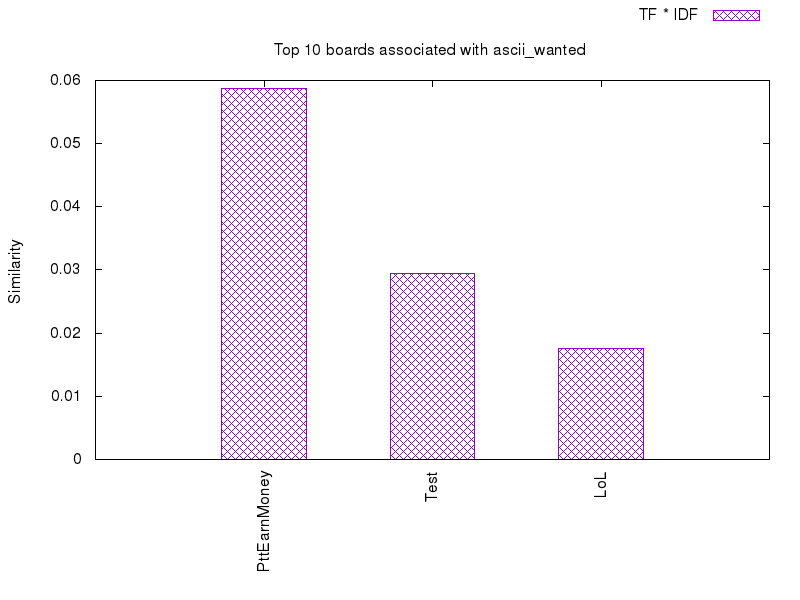 TF * IDF
Top 10 boards associated with ascii_wanted
0.06
0.05
0.04
0.03
0.02
0.01
0
Similarity
PttEarnMoney
Test
LoL